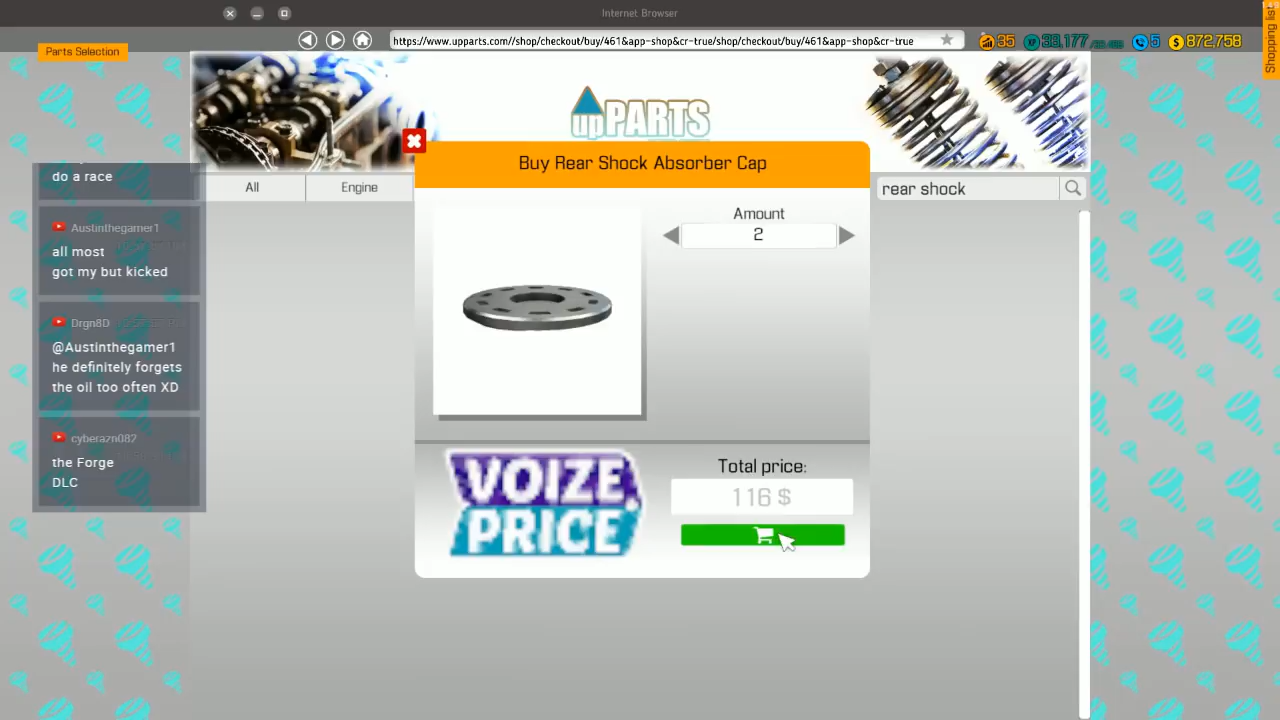 Internet Browser
https://www.upparts.com//shop/checkout/buy/461&app-shop&cr-true/shop/checkout/buy/461&app-shop&cr-true
35
5
872,758
Shopping list
Parts Selection
upPARTS
Buy Rear Shock Absorber Cap
All
Engine
rear shock
Amount
2
do a race
Austinthegamer1
all most
got my but kicked
Drgn8D
@Austinthegamer1
he definitely forgets
the oil too often XD
cyberazn082
the Forge
DLC
VOIZE
PRICE
Total price:
116 $